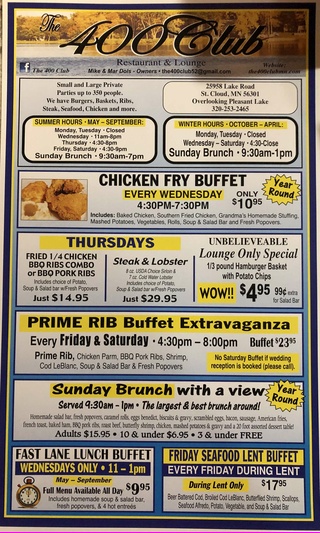 The 400 Club
Restaurant & Lounge
The 400 Club
Mike & Mar Dols - Owners • the400club52@gmail.com
Website:
the400clubmn.com
Small and Large Private
Parties up to 350 people.
We have Burgers, Baskets, Ribs,
Steak, Seafood, Chicken and more.
25958 Lake Road
St. Cloud, MN 56301
Overlooking Pleasant Lake
320-253-2465
SUMMER HOURS - MAY – SEPTEMBER:
Monday, Tuesday - Closed
Wednesday - 11am-8pm
Thursday - 4:30-8pm
Friday, Saturday - 4:30-9pm
Sunday Brunch - 9:30am-7pm
WINTER HOURS - OCTOBER – APRIL:
Monday, Tuesday - Closed
Wednesday – Saturday - 4:30-Close
Sunday Brunch - 9:30am-1pm
CHICKEN FRY BUFFET
EVERY WEDNESDAY
4:30PM-7:30PM
ONLY
$10.95
Year
Round
Includes: Baked Chicken, Southern Fried Chicken, Grandma's Homemade Stuffing,
Mashed Potatoes, Vegetables, Rolls, Soup & Salad Bar and Fresh Popovers.
THURSDAYS
FRIED 1/4 CHICKEN
BBQ RIBS COMBO
or BBQ PORK RIBS
Includes choice of Potato,
Soup & Salad Bar w/Fresh Popovers
Just $14.95
Steak & Lobster
8 oz. USDA Choice Sirloin &
7 oz. Cold Water Lobster
Includes choice of Potato,
Soup & Salad bar w/Fresh Popovers
Just $29.95
UNBELIEVEABLE
Lounge Only Special
1/3 pound Hamburger Basket
with Potato Chips
WOW!! $4.95 99¢ extra
for Salad Bar
PRIME RIB Buffet Extravaganza
Every Friday & Saturday • 4:30pm – 8:00pm Buffet $23.95
Prime Rib, Chicken Parm, BBQ Pork Ribs, Shrimp,
Cod LeBlanc, Soup & Salad Bar & Fresh Popovers
No Saturday Buffet if wedding
reception is booked (please call).
Sunday Brunch with a view
Year
Round
Served 9:30am – 1pm • The largest & best brunch around!
Homemade salad bar, fresh popovers, caramel rolls, eggs benedict, biscuits & gravy, scrambled eggs, bacon, sausage, American fries,
french toast, baked ham, BBQ pork ribs, roast beef, butterfly shrimp, chicken, mashed potatoes & gravy and a 20 foot assorted dessert table!
Adults $15.95 • 10 & under $6.95 • 3 & under FREE
FAST LANE LUNCH BUFFET
WEDNESDAYS ONLY • 11 – 1pm
May – September
Full Menu Available All Day $9.95
Includes homemade soup & salad bar,
fresh popovers, & 4 hot entreés
FRIDAY SEAFOOD LENT BUFFET
EVERY FRIDAY DURING LENT
During Lent Only $17.95
Beer Battered Cod, Broiled Cod LeBlanc, Butterflied Shrimp, Scallops,
Seafood Alfredo, Potato, Vegetable, and Soup & Salad Bar